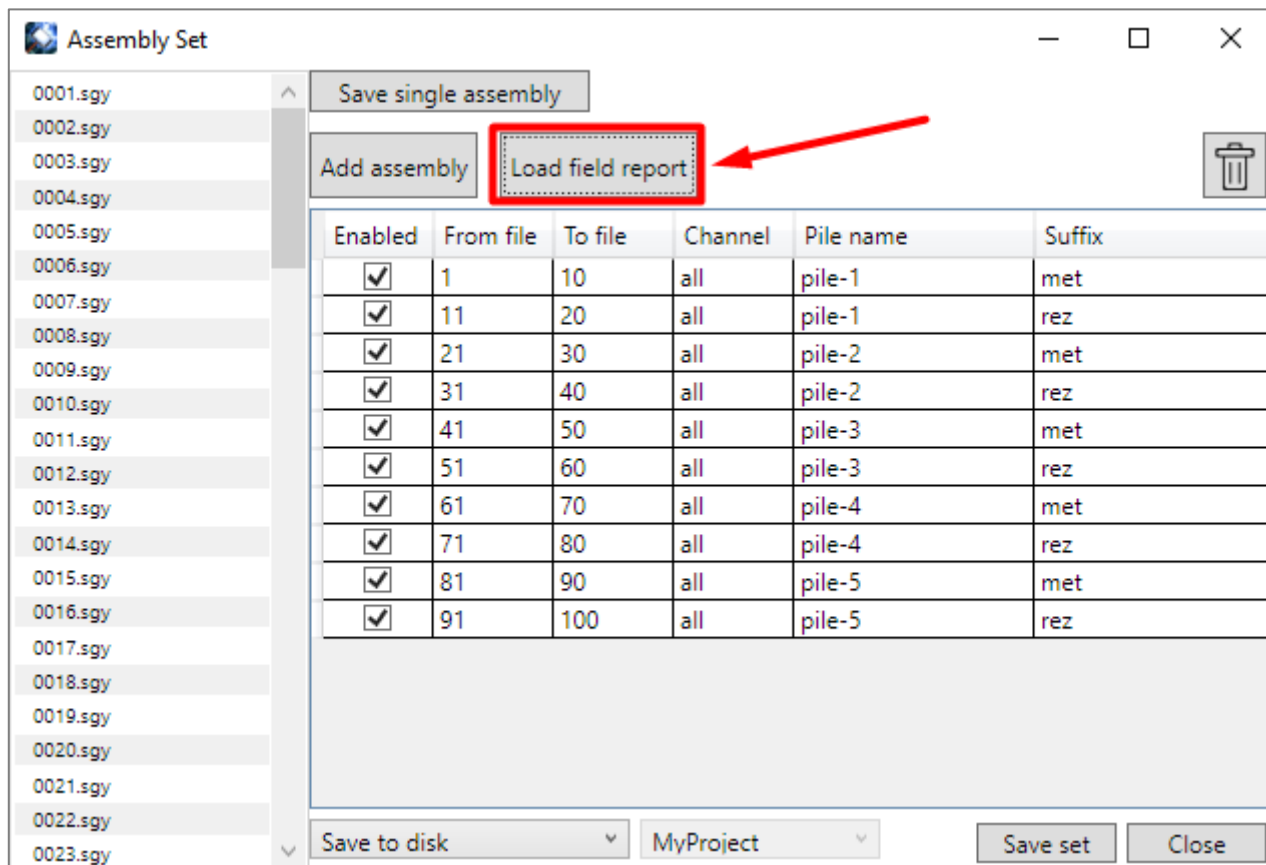 Assembly Set
0001.sgy
0002.sgy
0003.sgy
0004.sgy
0005.sgy
0006.sgy
0007.sgy
0008.sgy
0009.sgy
0010.sgy
0011.sgy
0012.sgy
0013.sgy
0014.sgy
0015.sgy
0016.sgy
0017.sgy
0018.sgy
0019.sgy
0020.sgy
0021.sgy
0022.sgy
0023.sgy
Save single assembly
Add assembly Load field report
Enabled From file To file Channel Pile name Suffix
1 10 all pile-1 met
11 20 all pile-1 rez
21 30 all pile-2 met
31 40 all pile-2 rez
41 50 all pile-3 met
51 60 all pile-3 rez
61 70 all pile-4 met
71 80 all pile-4 rez
81 90 all pile-5 met
91 100 all pile-5 rez
Save to disk MyProject Save set Close